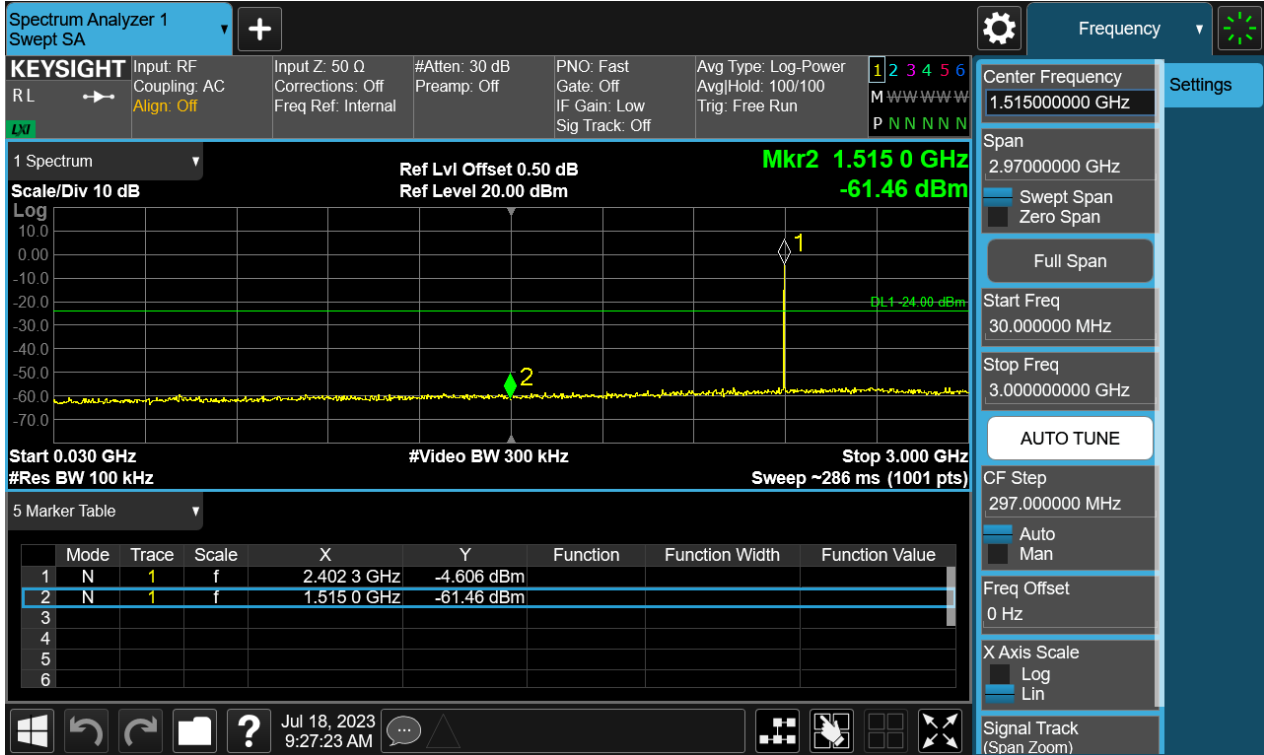 Spectrum Analyzer 1
Swept SA
+
Frequency
KEYSIGHT
R L
LXI
Input: RF
Coupling: AC
Align: Off
Input Z: 50 Ω
Corrections: Off
Freq Ref: Internal
#Atten: 30 dB
Preamp: Off
PNO: Fast
Gate: Off
IF Gain: Low
Sig Track: Off
Avg Type: Log-Power
Avg|Hold: 100/100
Trig: Free Run
1 2 3 4 5 6
M W W W W W
P N N N N N
Settings
Center Frequency
1.515000000 GHz
Span
2.97000000 GHz
Swept Span
Zero Span
Full Span
Start Freq
30.000000 MHz
Stop Freq
3.000000000 GHz
AUTO TUNE
CF Step
297.000000 MHz
Auto
Man
Freq Offset
0 Hz
X Axis Scale
Log
Lin
Signal Track
(Span Zoom)
1 Spectrum
Scale/Div 10 dB
Ref Lvl Offset 0.50 dB
Ref Level 20.00 dBm
Mkr2 1.515 0 GHz
-61.46 dBm
Log
10.0
0.00
-10.0
-20.0
-30.0
-40.0
-50.0
-60.0
-70.0
1
DL1 -24.00 dBm
2
Start 0.030 GHz
#Video BW 300 kHz
Stop 3.000 GHz
#Res BW 100 kHz
Sweep ~286 ms (1001 pts)
5 Marker Table
Mode Trace Scale X Y Function Function Width Function Value
1 N 1 f 2.402 3 GHz -4.606 dBm
2 N 1 f 1.515 0 GHz -61.46 dBm
3
4
5
6
?
Jul 18, 2023
9:27:23 AM